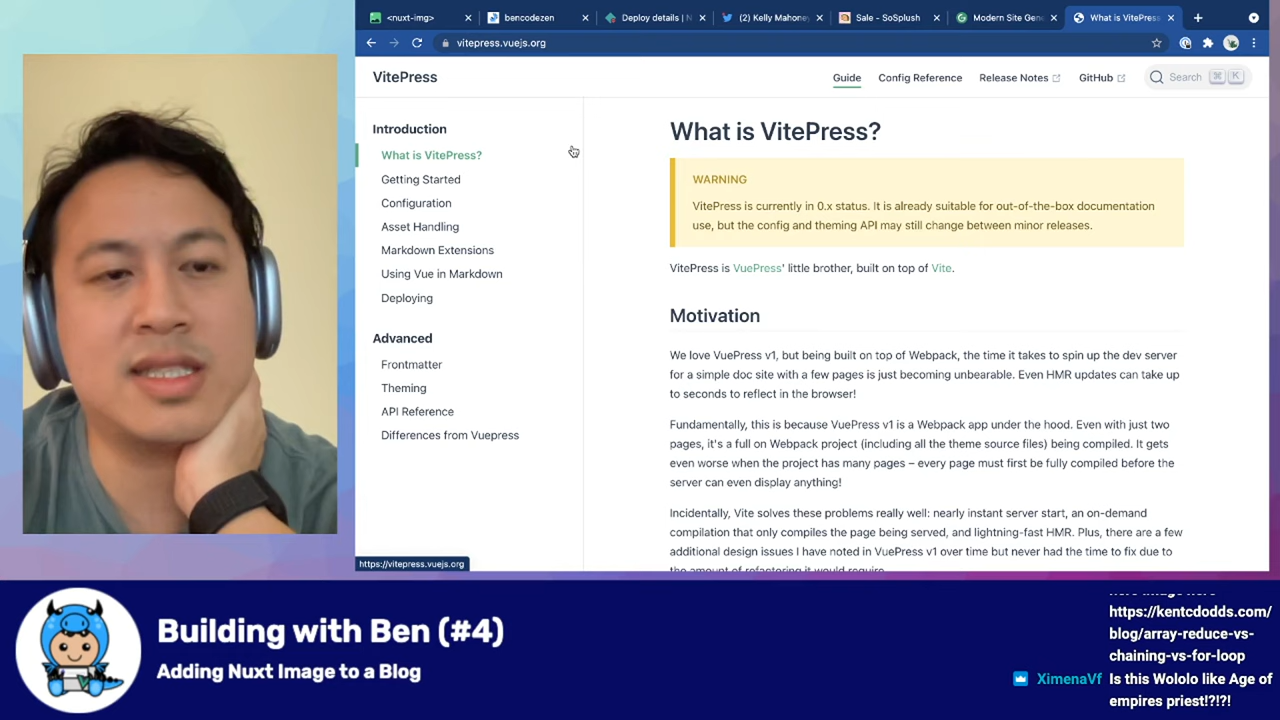 <nuxt-img>
bencodezen
Deploy details | N
(2) Kelly Mahoney
Sale - SoSplush
Modern Site Gen
What is VitePress?
vitepress.vuejs.org
VitePress
Guide
Config Reference
Release Notes
GitHub
Search
⌘ K
Introduction
What is VitePress?
Getting Started
Configuration
Asset Handling
Markdown Extensions
Using Vue in Markdown
Deploying
Advanced
Frontmatter
Theming
API Reference
Differences from Vuepress
https://vitepress.vuejs.org
What is VitePress?
WARNING
VitePress is currently in 0.x status. It is already suitable for out-of-the-box documentation
use, but the config and theming API may still change between minor releases.
VitePress is VuePress' little brother, built on top of Vite.
Motivation
We love VuePress v1, but being built on top of Webpack, the time it takes to spin up the dev server
for a simple doc site with a few pages is just becoming unbearable. Even HMR updates can take up
to seconds to reflect in the browser!
Fundamentally, this is because VuePress v1 is a Webpack app under the hood. Even with just two
pages, it's a full on Webpack project (including all the theme source files) being compiled. It gets
even worse when the project has many pages – every page must first be fully compiled before the
server can even display anything!
Incidentally, Vite solves these problems really well: nearly instant server start, an on-demand
compilation that only compiles the page being served, and lightning-fast HMR. Plus, there are a few
additional design issues I have noted in VuePress v1 over time but never had the time to fix due to
the amount of refactoring it would require.
Building with Ben (#4)
Adding Nuxt Image to a Blog
https://kentcdodds.com/
blog/array-reduce-vs-
chaining-vs-for-loop
XimenaVf Is this Wololo like Age of
empires priest!?!?!